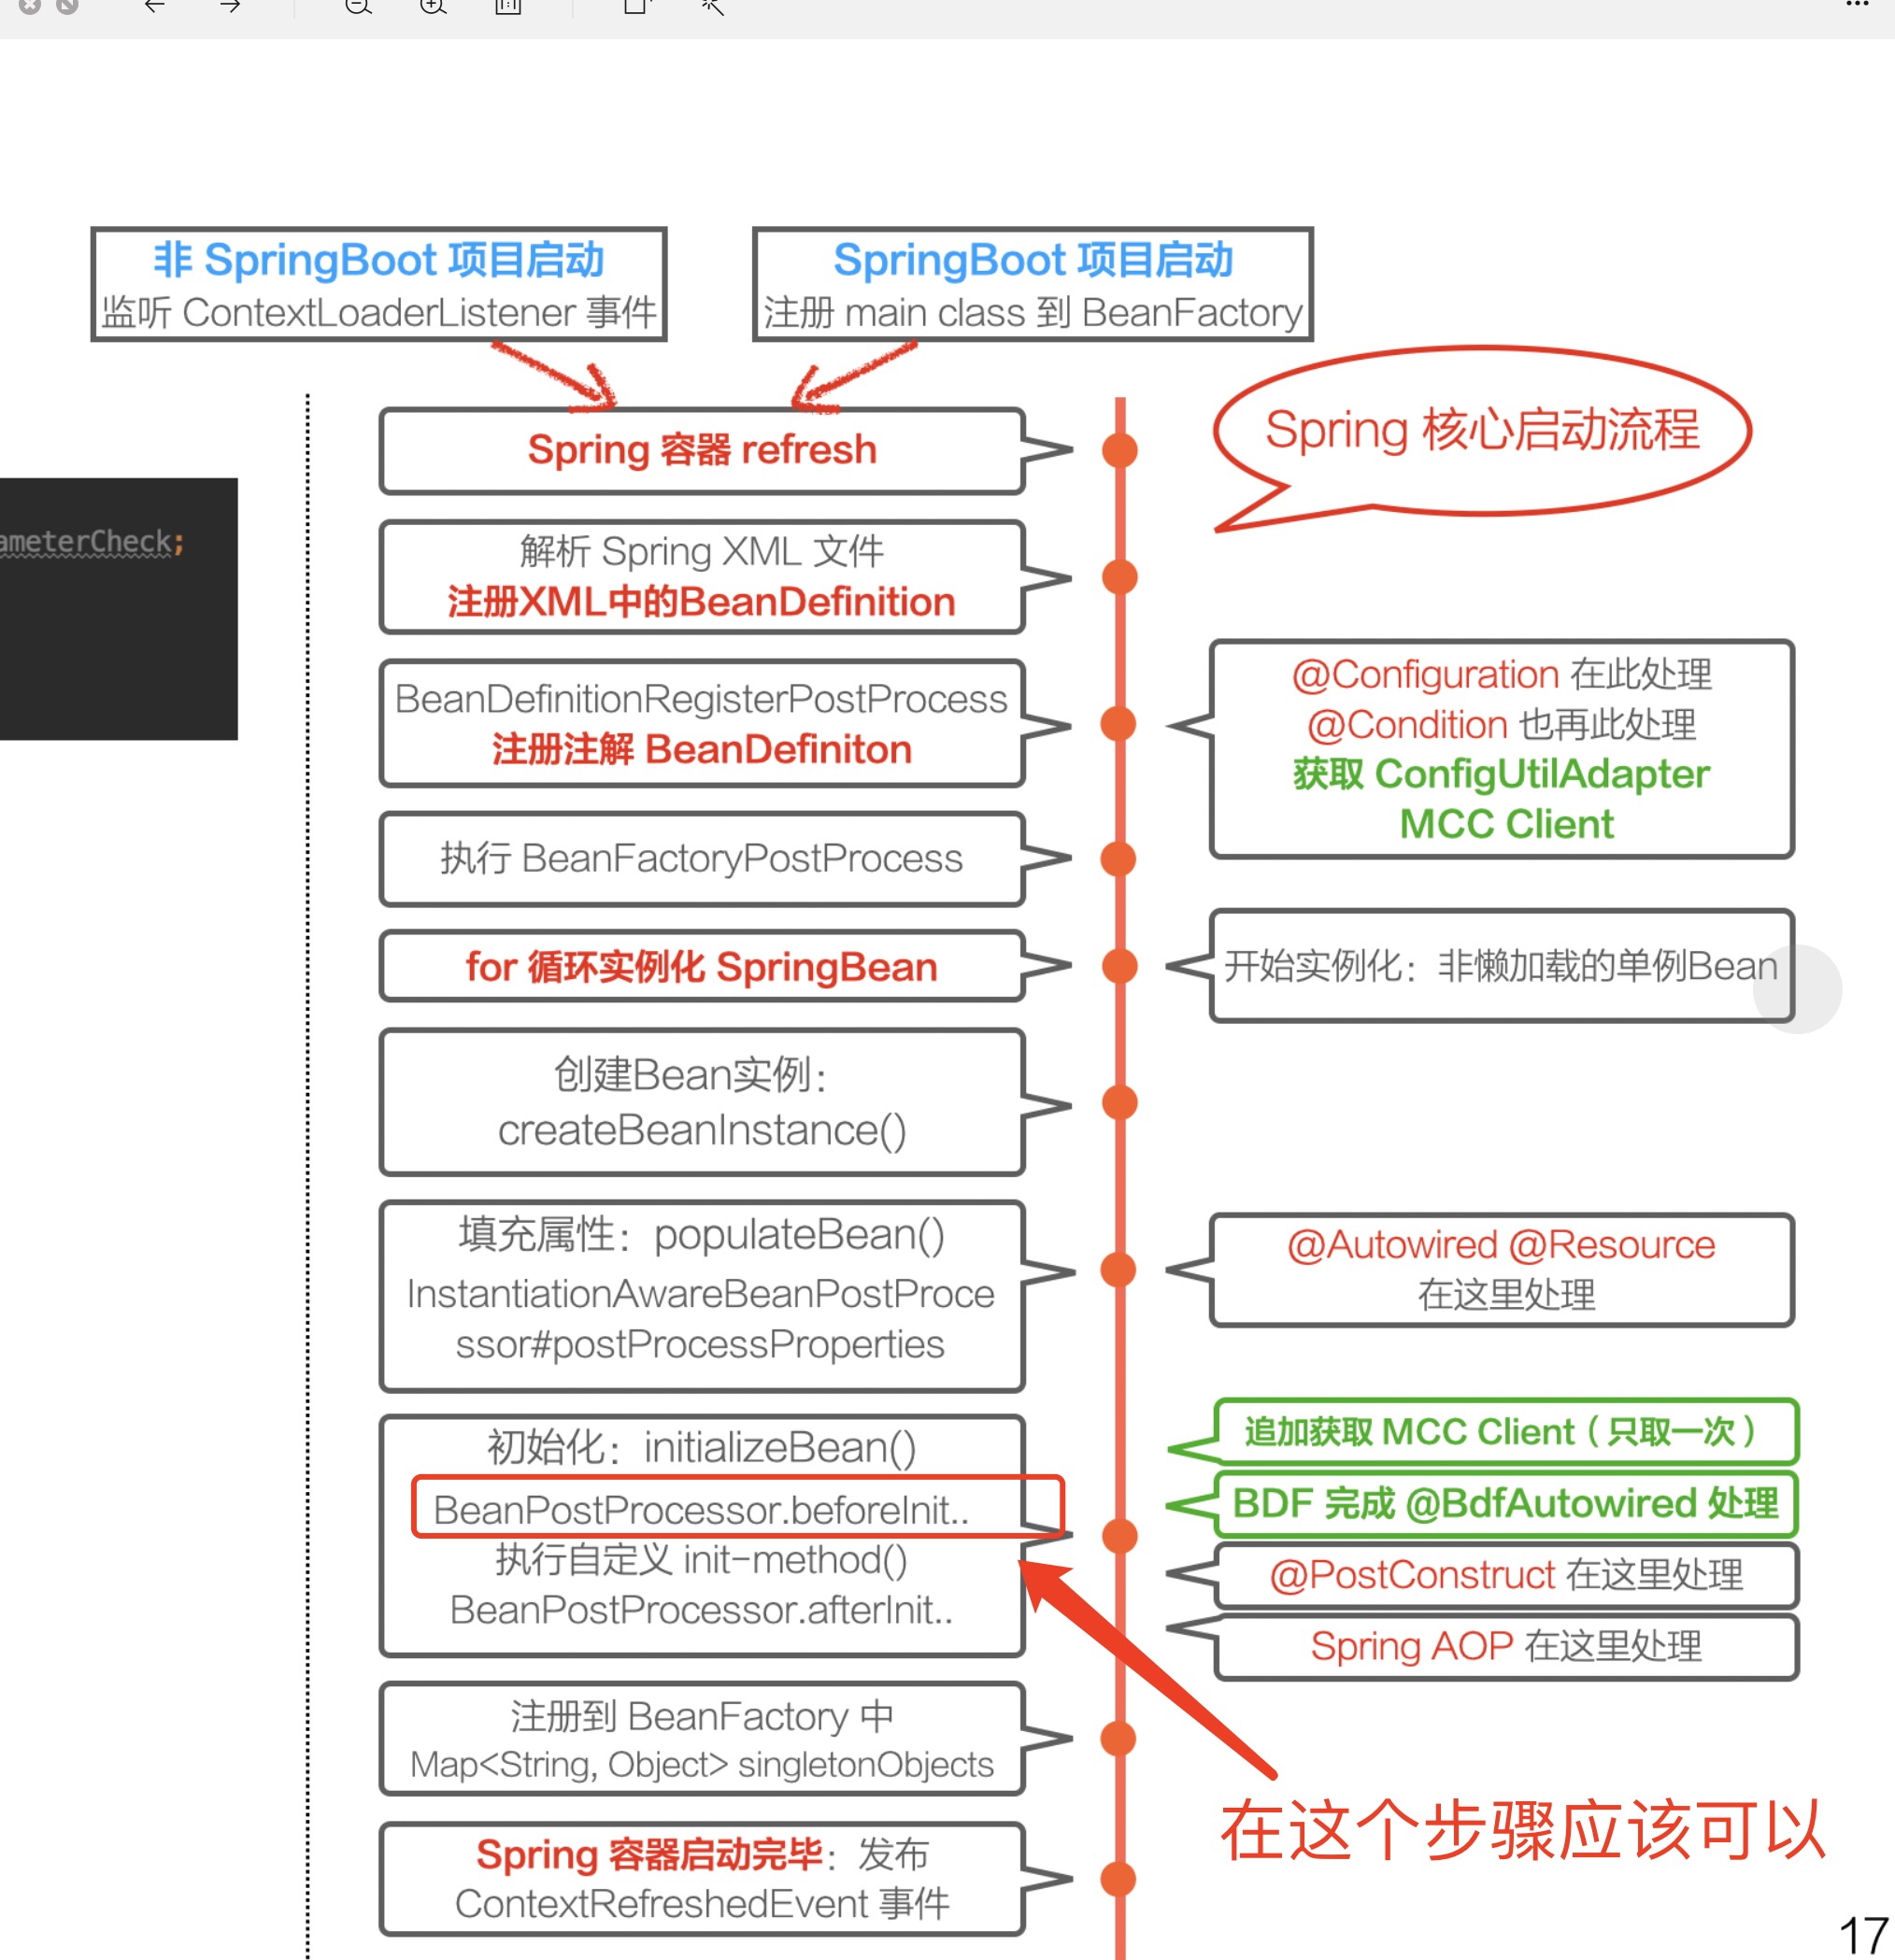 非 SpringBoot 项目启动
监听 ContextLoaderListener 事件
SpringBoot 项目启动
注册 main class 到 BeanFactory
Spring 核心启动流程
Spring 容器 refresh
ameterCheck;
解析 Spring XML 文件
注册XML中的BeanDefinition
BeanDefinitionRegisterPostProcess
注册注解 BeanDefiniton
@Configuration 在此处理
@Condition 也再此处理
获取 ConfigUtilAdapter
MCC Client
执行 BeanFactoryPostProcess
for 循环实例化 SpringBean
开始实例化：非懒加载的单例Bean
创建Bean实例：
createBeanInstance()
填充属性：populateBean()
InstantiationAwareBeanPostProce
ssor#postProcessProperties
@Autowired @Resource
在这里处理
初始化：initializeBean()
BeanPostProcessor.beforeInit..
执行自定义 init-method()
BeanPostProcessor.afterInit..
追加获取 MCC Client（只取一次）
BDF 完成 @BdfAutowired 处理
@PostConstruct 在这里处理
Spring AOP 在这里处理
注册到 BeanFactory 中
Map<String, Object> singletonObjects
在这个步骤应该可以
Spring 容器启动完毕：发布
ContextRefreshedEvent 事件
17